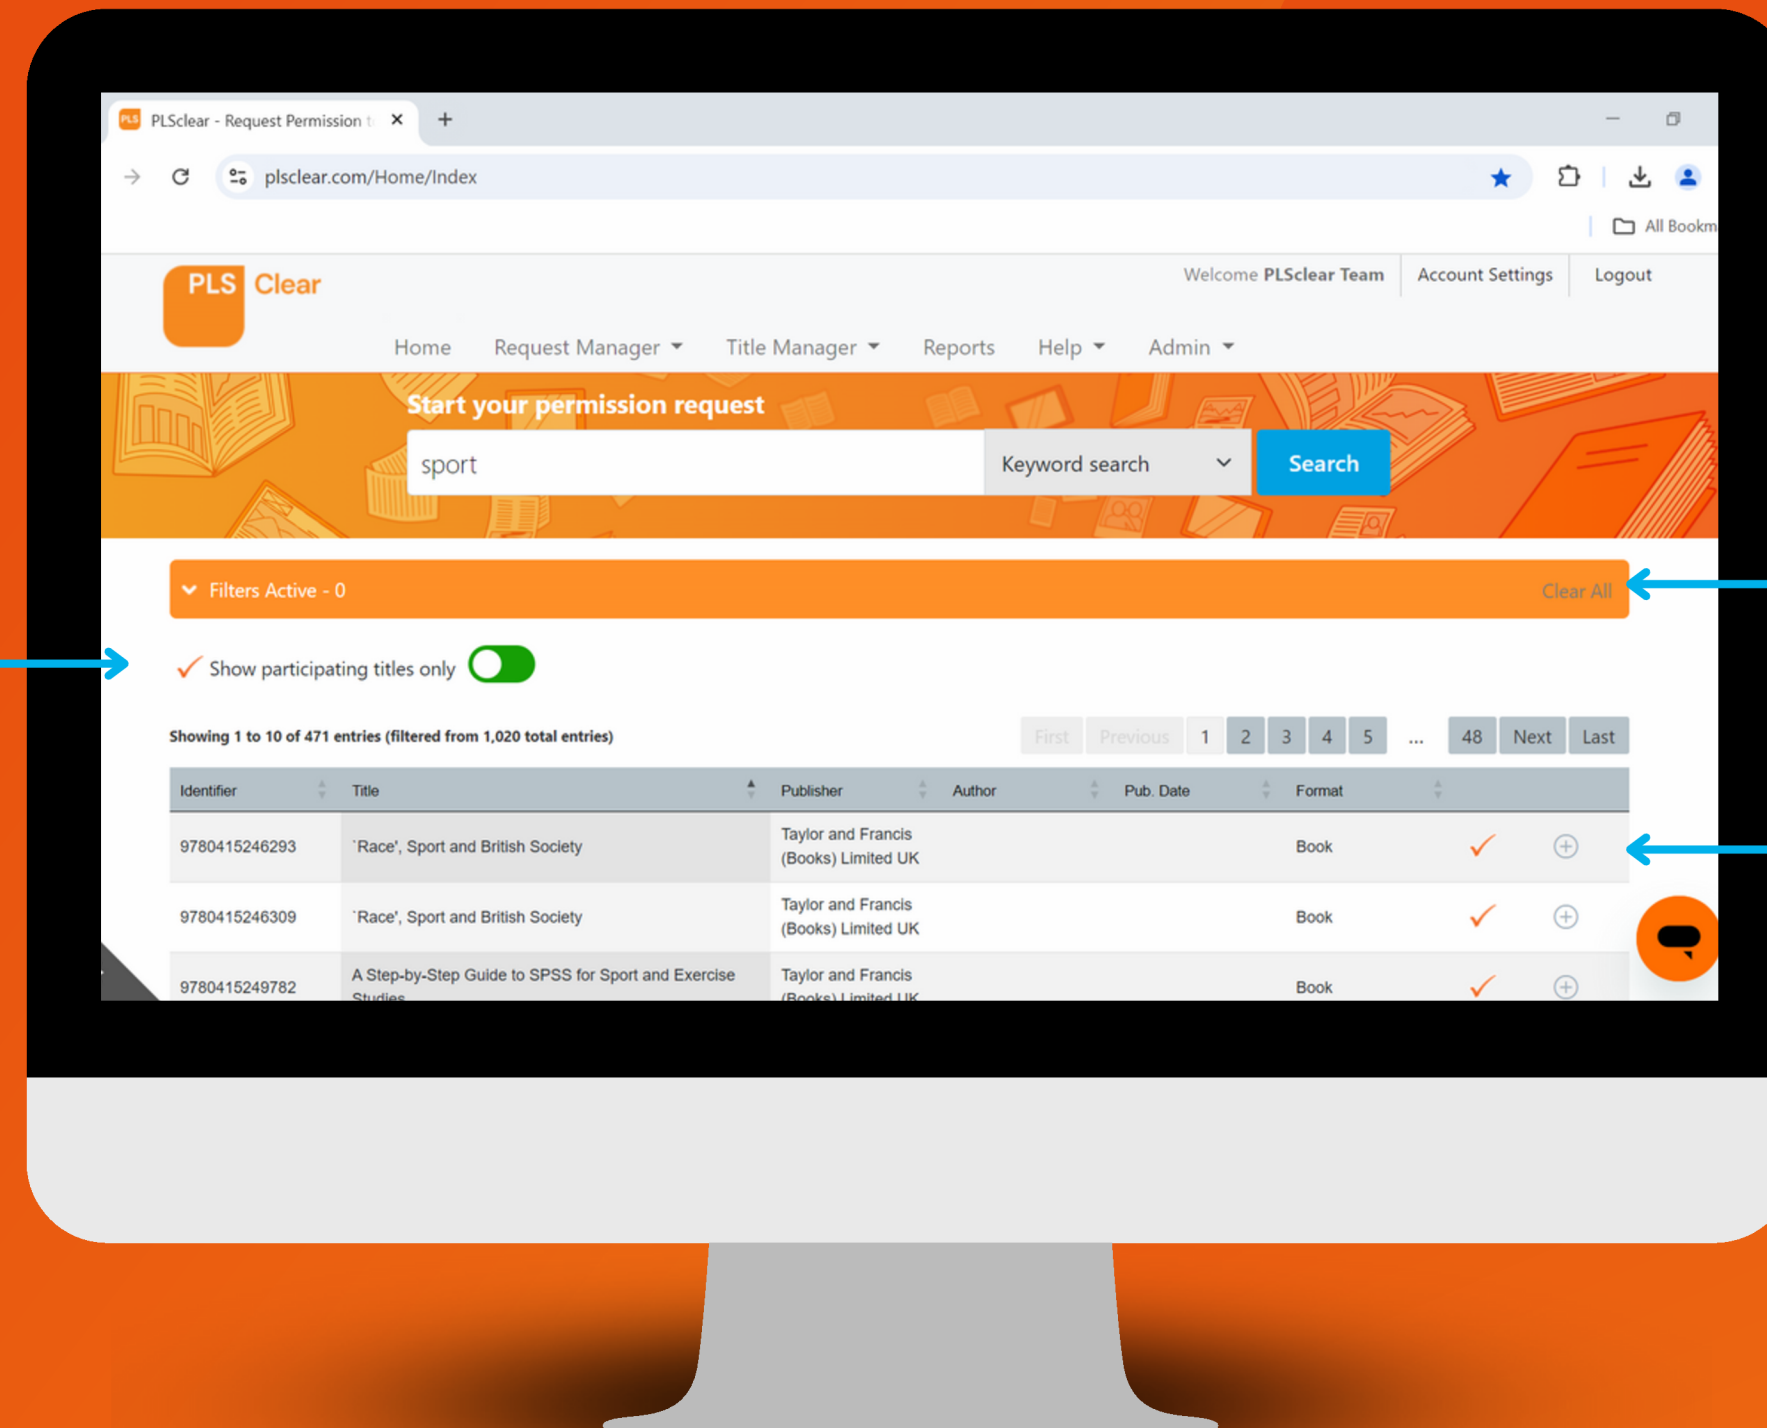 PLS PLSclear - Request Permission t
plsclear.com/Home/Index
All Bookm
PLS Clear
Welcome PLSclear Team Account Settings Logout
Home Request Manager Title Manager Reports Help Admin
Start your permission request
sport Keyword search Search
Filters Active - 0 Clear All
Show participating titles only
Showing 1 to 10 of 471 entries (filtered from 1,020 total entries) First Previous 1 2 3 4 5 ... 48 Next Last
Identifier Title Publisher Author Pub. Date Format
9780415246293 `Race', Sport and British Society Taylor and Francis (Books) Limited UK Book
9780415246309 `Race', Sport and British Society Taylor and Francis (Books) Limited UK Book
9780415249782 A Step-by-Step Guide to SPSS for Sport and Exercise Studies Taylor and Francis (Books) Limited UK Book